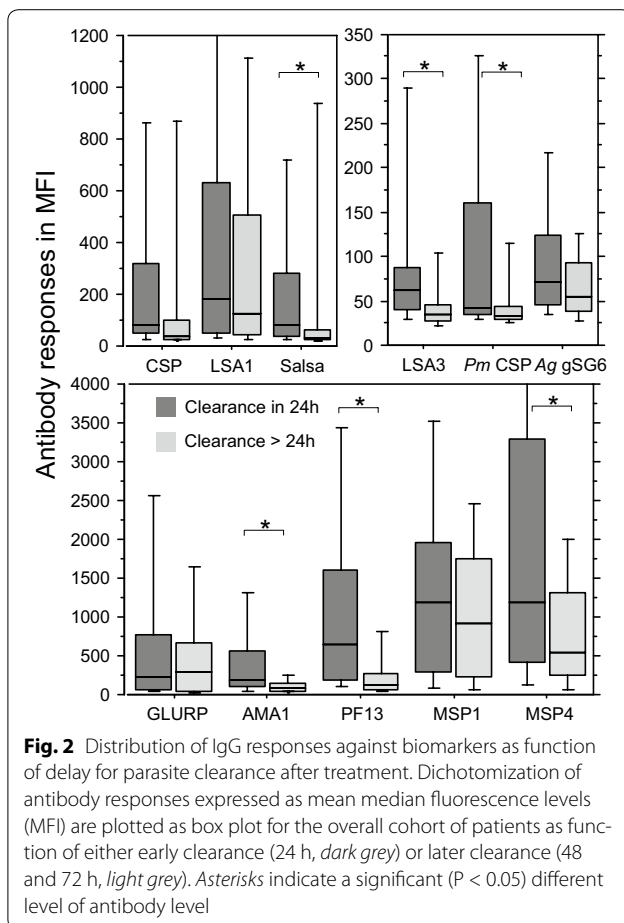 1200
1000
800
600
400
200
0
*
CSP LSA1 Salsa
350
300
250
200
150
100
50
0
* *
LSA3 Pm CSP Ag gSG6
Antibody responses in MFI
4000
3500
3000
2500
2000
1500
1000
500
0
Clearance in 24h
Clearance > 24h
* * *
GLURP AMA1 PF13 MSP1 MSP4
Fig. 2 Distribution of IgG responses against biomarkers as function
of delay for parasite clearance after treatment. Dichotomization of
antibody responses expressed as mean median fluorescence levels
(MFI) are plotted as box plot for the overall cohort of patients as func-
tion of either early clearance (24 h, dark grey) or later clearance (48
and 72 h, light grey). Asterisks indicate a significant (P < 0.05) different
level of antibody level